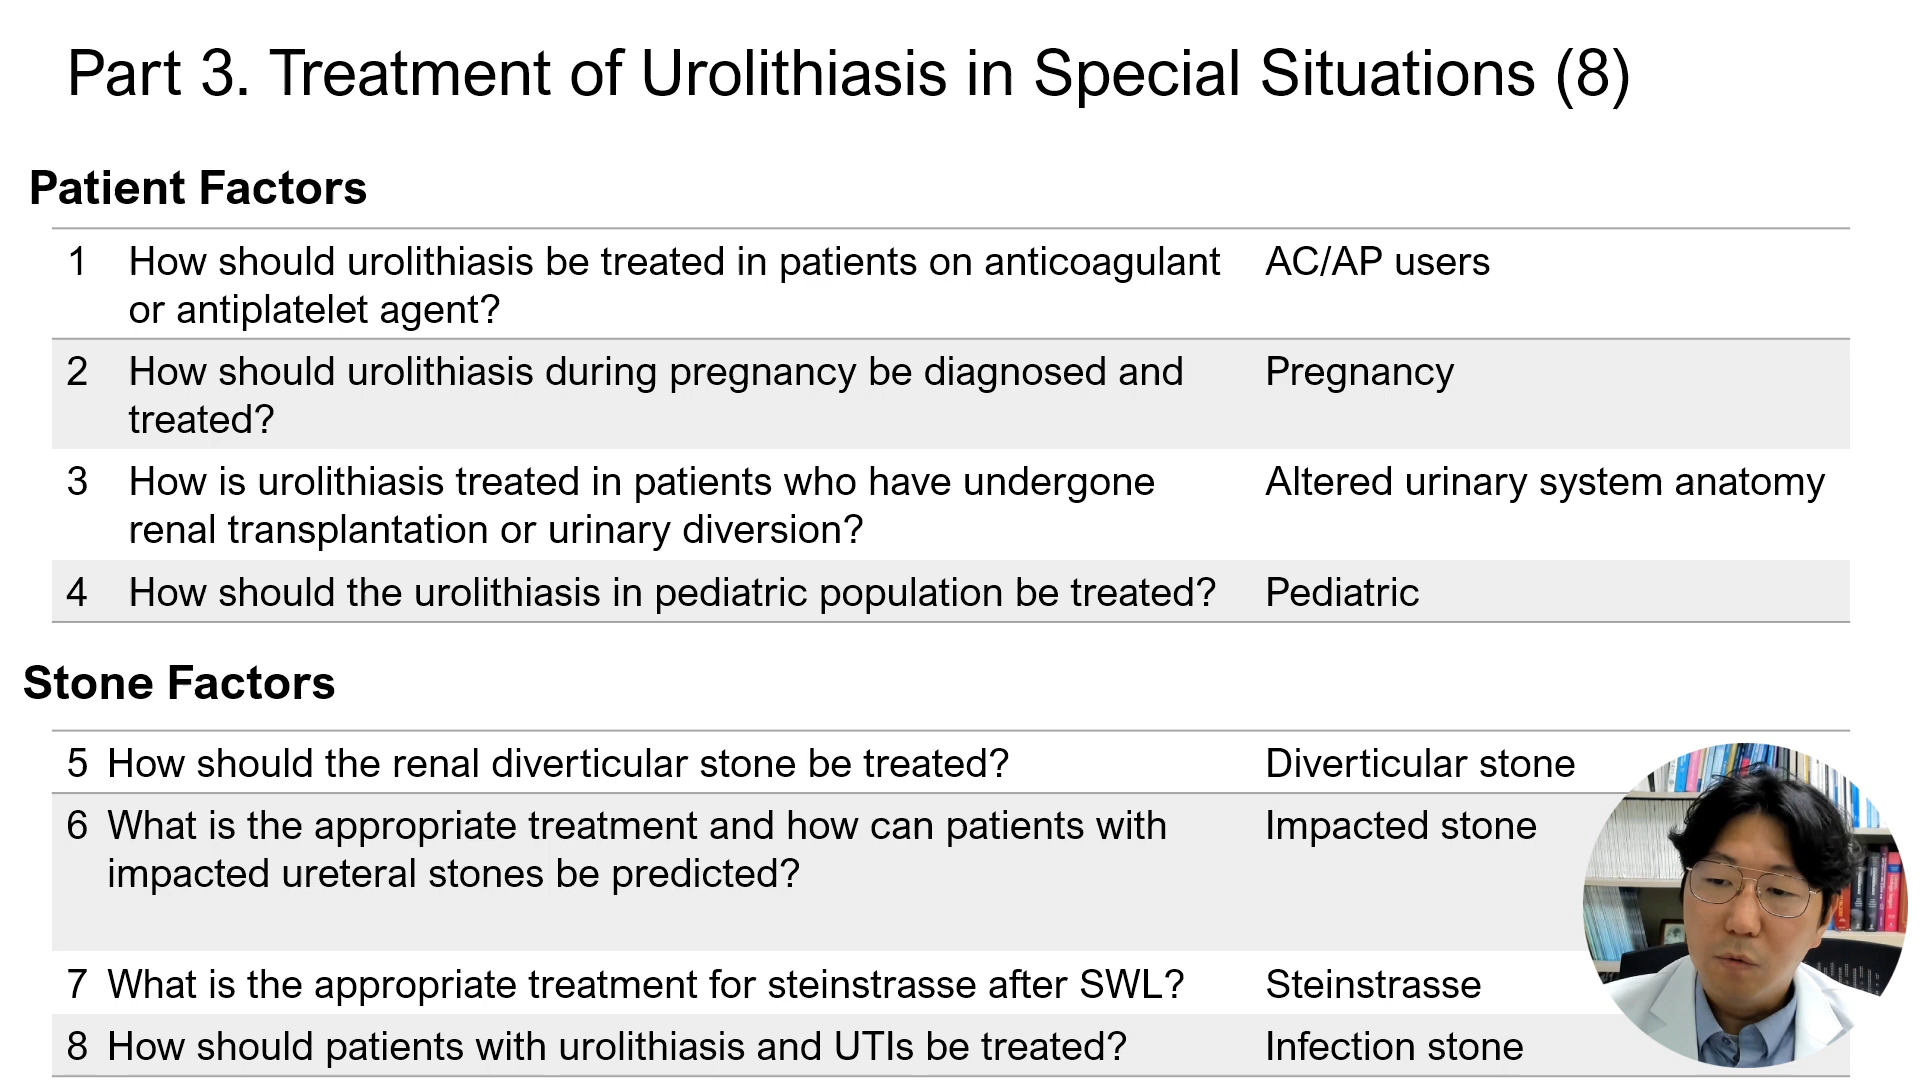 Part 3. Treatment of Urolithiasis in Special Situations (8)
Patient Factors
1 How should urolithiasis be treated in patients on anticoagulant AC/AP users
or antiplatelet agent?
2 How should urolithiasis during pregnancy be diagnosed and Pregnancy
treated?
3 How is urolithiasis treated in patients who have undergone Altered urinary system anatomy
renal transplantation or urinary diversion?
4 How should the urolithiasis in pediatric population be treated? Pediatric
Stone Factors
5 How should the renal diverticular stone be treated? Diverticular stone
6 What is the appropriate treatment and how can patients with Impacted stone
impacted ureteral stones be predicted?
7 What is the appropriate treatment for steinstrasse after SWL? Steinstrasse
8 How should patients with urolithiasis and UTIs be treated? Infection stone